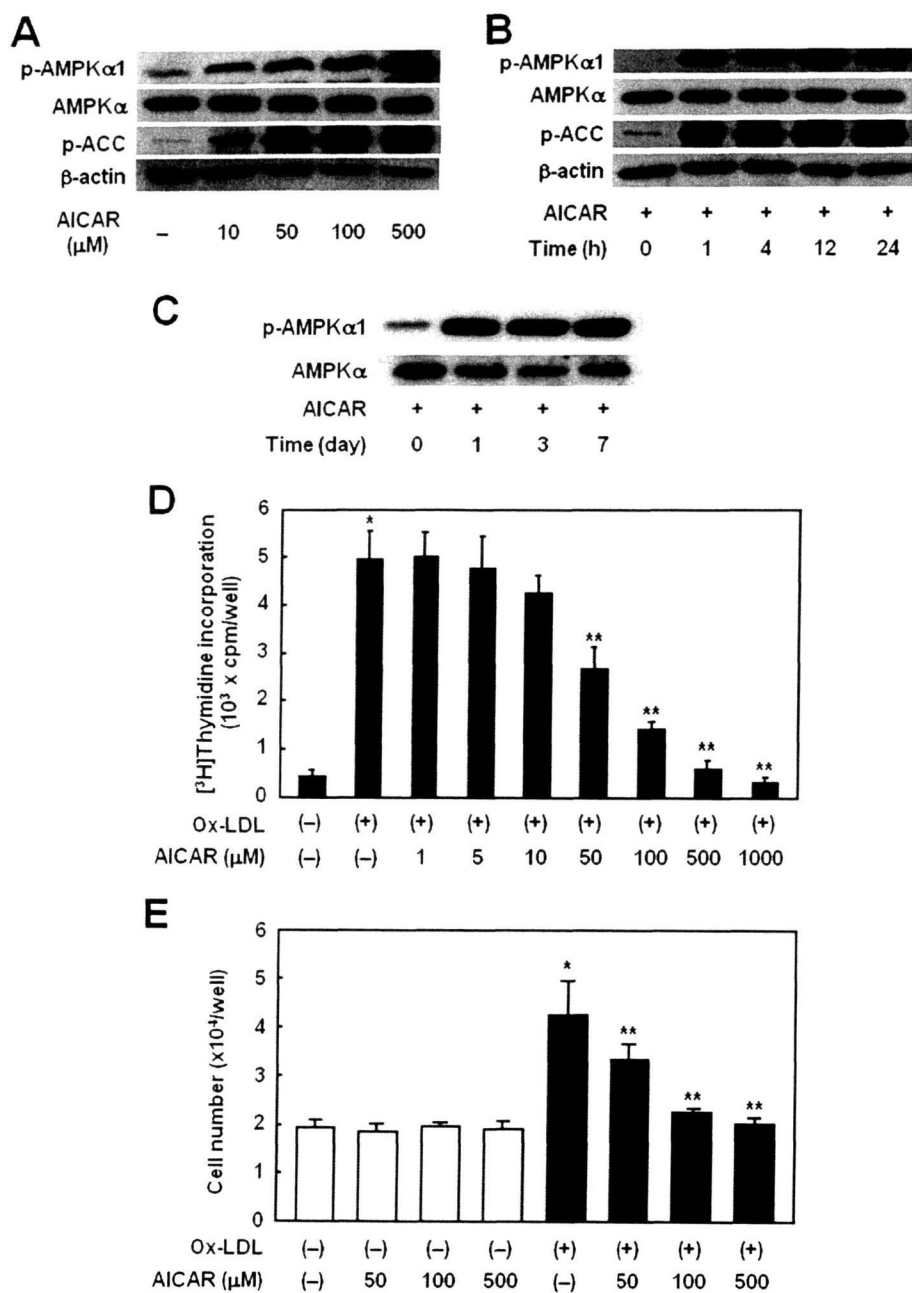 A
p-AMPKα1
AMPKα
p-ACC
β-actin
AICAR (μM) – 10 50 100 500
B
p-AMPKα1
AMPKα
p-ACC
β-actin
AICAR + + + + +
Time (h) 0 1 4 12 24
C
p-AMPKα1
AMPKα
AICAR + + + +
Time (day) 0 1 3 7
D
[³H]Thymidine incorporation
(10³ x cpm/well)
6
5
4
3
2
1
0
* ** ** ** **
Ox-LDL (–) (+) (+) (+) (+) (+) (+) (+) (+)
AICAR (μM) (–) (–) 1 5 10 50 100 500 1000
E
Cell number (x10⁴/well)
6
5
4
3
2
1
0
* ** ** **
Ox-LDL (–) (–) (–) (–) (+) (+) (+) (+)
AICAR (μM) (–) 50 100 500 (–) 50 100 500